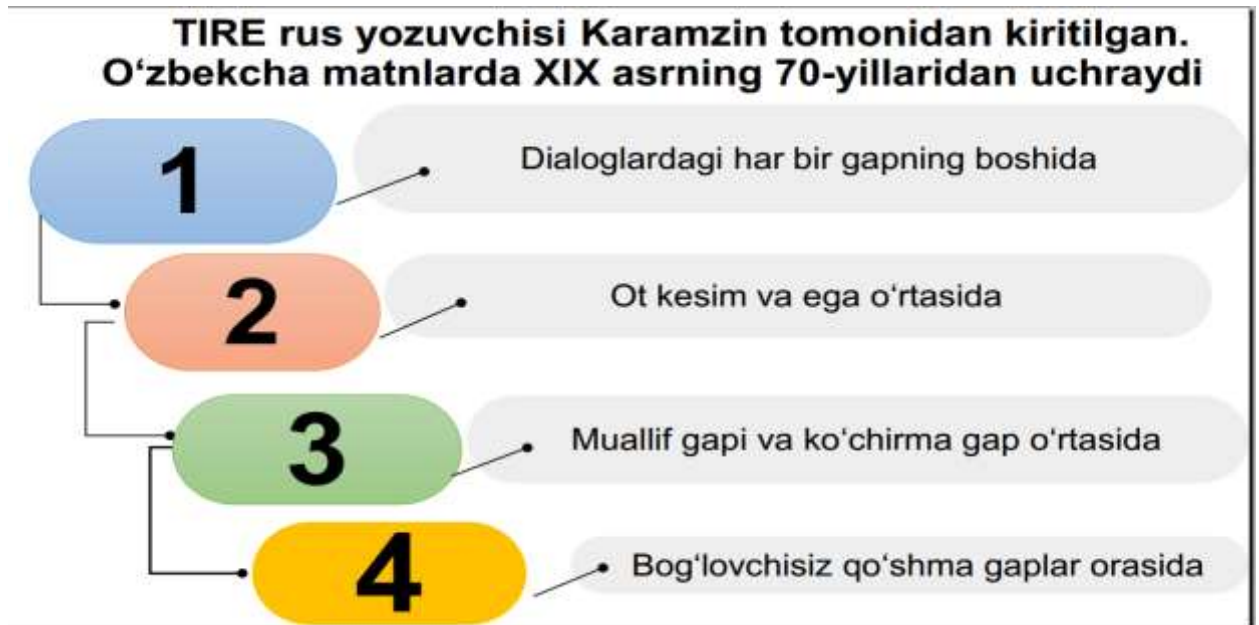 TIRE rus yozuvchisi Karamzin tomonidan kiritilgan.
O‘zbekcha matnlarda XIX asrning 70-yillaridan uchraydi
1
Dialoglardagi har bir gapning boshida
2
Ot kesim va ega o‘rtasida
3
Muallif gapi va ko‘chirma gap o‘rtasida
4
Bog‘lovchisiz qo‘shma gaplar orasida